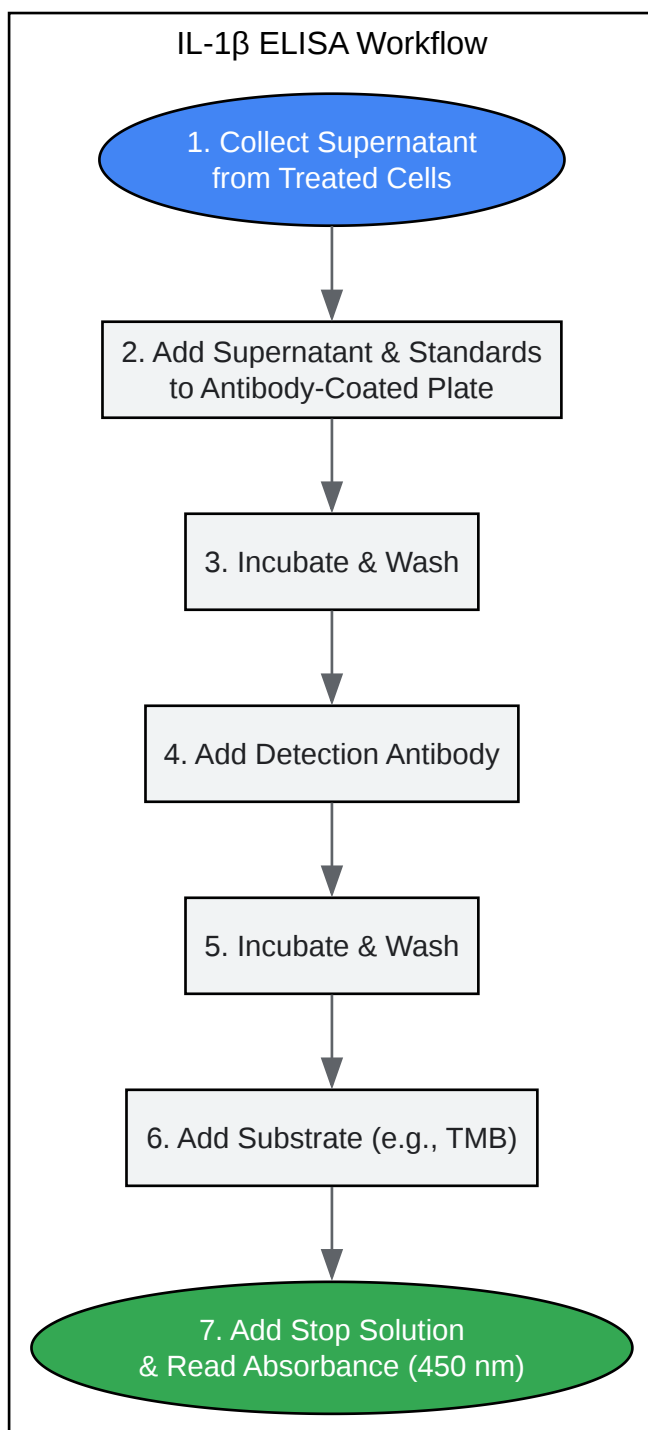 IL-1β ELISA Workflow
1. Collect Supernatant
from Treated Cells
2. Add Supernatant & Standards
to Antibody-Coated Plate
3. Incubate & Wash
4. Add Detection Antibody
5. Incubate & Wash
6. Add Substrate (e.g., TMB)
7. Add Stop Solution
& Read Absorbance (450 nm)